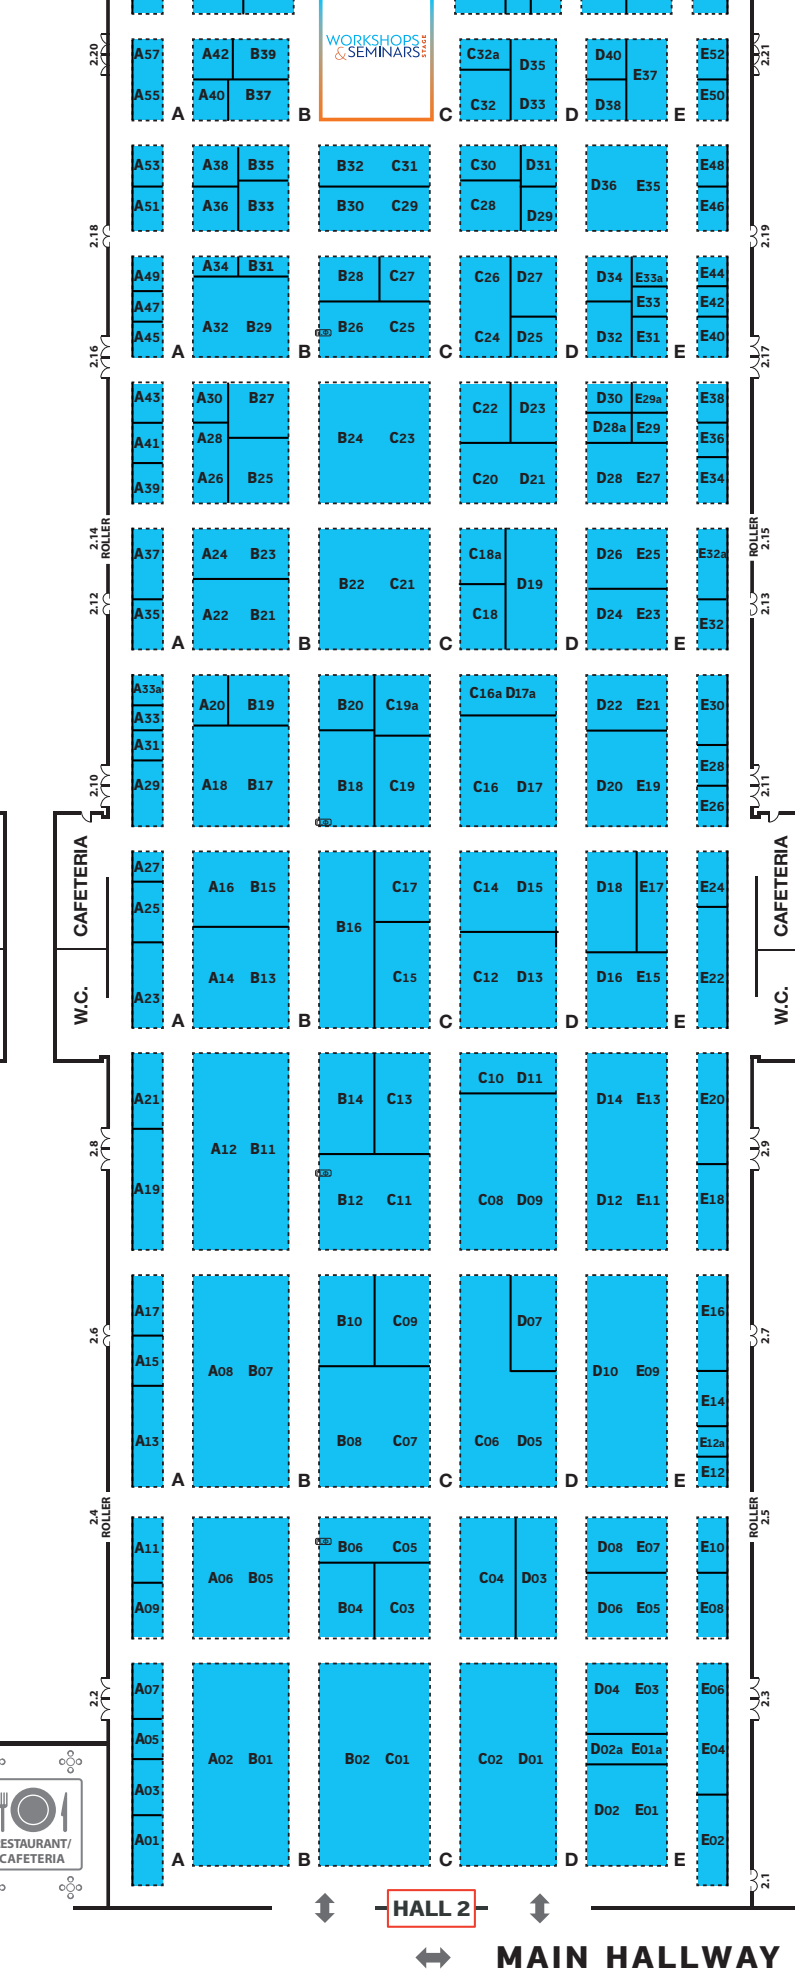 WORKSHOPS
& SEMINARS
STAGE
2.20
A57
A42 B39
C32a
D35
D40
E37
E52
2.21
A55
A40 B37
C32 D33
D38
E50
A B C D E
A53
A38 B35
B32 C31
C30 D31
D36 E35
E48
A51
A36 B33
B30 C29
C28
D29
E46
2.18
2.19
A49
A34 B31
B28 C27
C26 D27
D34 E33a
E44
A47
E33
E42
A45
A32 B29
B26 C25
C24 D25
D32 E31
E40
2.16
A B C D E
2.17
A43
A30 B27
C22 D23
D30 E29a
E38
A41
A28
B24 C23
D28a E29
E36
A39
A26 B25
C20 D21
D28 E27
E34
2.14
ROLLER
2.15
ROLLER
A37
A24 B23
C18a
D26 E25
E32a
B22 C21
D19
2.12
A35
A22 B21
C18
D24 E23
E32
2.13
A B C D E
A33a
A20 B19
B20 C19a
C16a D17a
D22 E21
E30
A33
A31
E28
2.10
A29
A18 B17
B18 C19
C16 D17
D20 E19
E26
2.11
CAFETERIA
CAFETERIA
A27
A16 B15
C17
C14 D15
D18 E17
E24
A25
B16
W.C.
W.C.
A23
A14 B13
C15
C12 D13
D16 E15
E22
A B C D E
A21
B14 C13
C10 D11
D14 E13
E20
2.8
A12 B11
2.9
A19
B12 C11
C08 D09
D12 E11
E18
A17
B10 C09
D07
E16
2.6
2.7
A15
A08 B07
D10 E09
E14
A13
B08 C07
C06 D05
E12a
E12
A B C D E
2.4
ROLLER
2.5
ROLLER
A11
B06 C05
D08 E07
E10
A06 B05
C04 D03
A09
B04 C03
D06 E05
E08
2.2
A07
D04 E03
E06
2.3
A05
A02 B01
B02 C01
C02 D01
D02a E01a
E04
A03
D02 E01
A01
E02
ESTAURANT/
CAFETERIA
A B C D E
2.1
HALL 2
MAIN HALLWAY